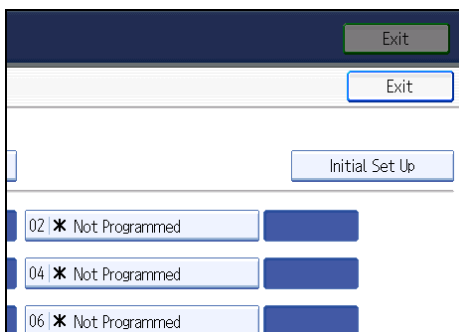 Exit
Exit
Initial Set Up
02 * Not Programmed
04 * Not Programmed
06 * Not Programmed